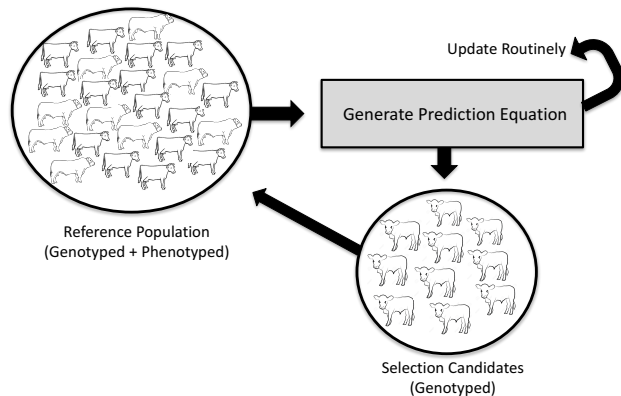 Update Routinely
Generate Prediction Equation
Reference Population
(Genotyped + Phenotyped)
Selection Candidates
(Genotyped)